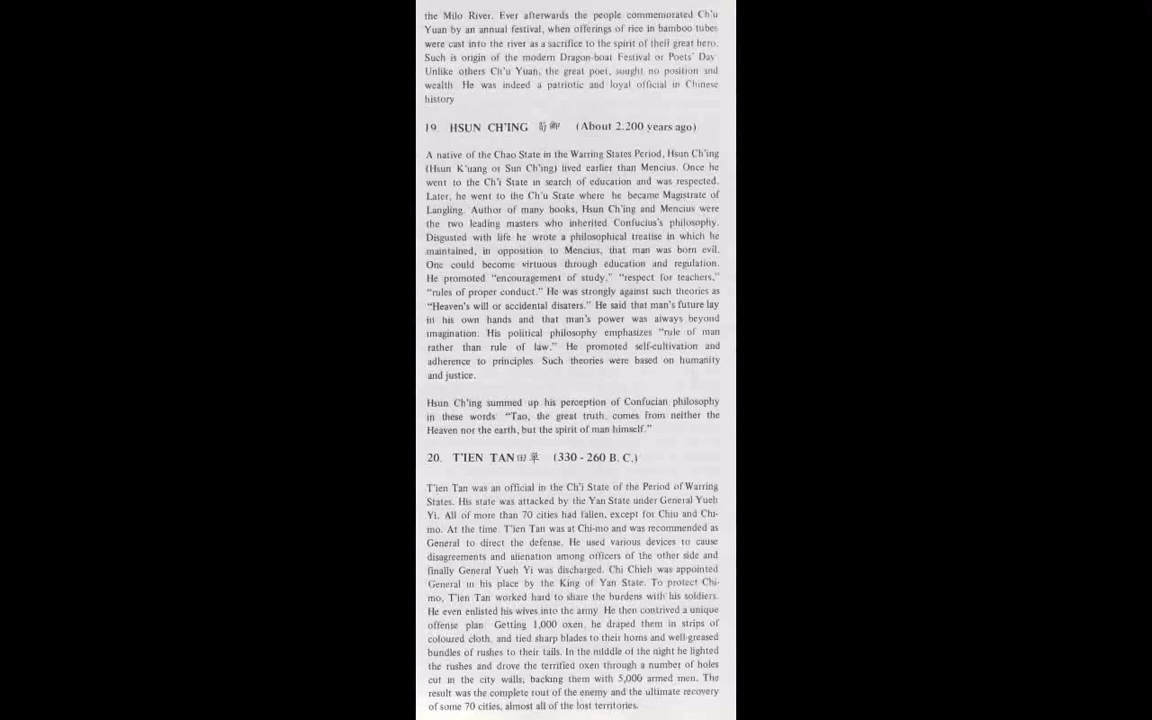 the Milo River. Ever afterwards the people commemorated Ch'u
Yuan by an annual festival, when offerings of rice in bamboo tubes
were cast into the river as a sacrifice to the spirit of their great hero.
Such is origin of the modern Dragon-boat Festival or Poets' Day
Unlike others Ch'u Yuan, the great poet, sought no position and
wealth He was indeed a patriotic and loyal official in Chinese
history
19. HSUN CH'ING 荀卿 (About 2.200 years ago)
A native of the Chao State in the Warring States Period, Hsun Ch'ing
(Hsun K'uang or Sun Ch'ing) lived earlier than Mencius. Once he
went to the Ch'i State in search of education and was respected.
Later, he went to the Ch'u State where he became Magistrate of
Langling. Author of many books, Hsun Ch'ing and Mencius were
the two leading masters who inherited Confucius's philosophy.
Disgusted with life he wrote a philosophical treatise in which he
maintained, in opposition to Mencius, that man was born evil.
One could become virtuous through education and regulation.
He promoted "encouragement of study." "respect for teachers,"
"rules of proper conduct." He was strongly against such theories as
"Heaven's will or accidental disaters." He said that man's future lay
in his own hands and that man's power was always beyond
imagination. His political philosophy emphasizes "rule of man
rather than rule of law." He promoted self-cultivation and
adherence to principles Such theories were based on humanity
and justice.
Hsun Ch'ing summed up his perception of Confucian philosophy
in these words "Tao, the great truth, comes from neither the
Heaven nor the earth, but the spirit of man himself."
20. T'IEN TAN 田單 (330 - 260 B. C.)
T'ien Tan was an official in the Ch'i State of the Period of Warring
States. His state was attacked by the Yan State under General Yueh
Yi. All of more than 70 cities had fallen, except for Chiu and Chi-
mo. At the time. T'ien Tan was at Chi-mo and was recommended as
General to direct the defense. He used various devices to cause
disagreements and alienation among officers of the other side and
finally General Yueh Yi was discharged. Chi Chieh was appointed
General in his place by the King of Yan State. To protect Chi-
mo, T'ien Tan worked hard to share the burdens with his soldiers.
He even enlisted his wives into the army He then contrived a unique
offense plan. Getting 1,000 oxen, he draped them in strips of
coloured cloth, and tied sharp blades to their horns and well-greased
bundles of rushes to their tails. In the middle of the night he lighted
the rushes and drove the terrified oxen through a number of holes
cut in the city walls, backing them with 5,000 armed men. The
result was the complete rout of the enemy and the ultimate recovery
of some 70 cities, almost all of the lost territories.